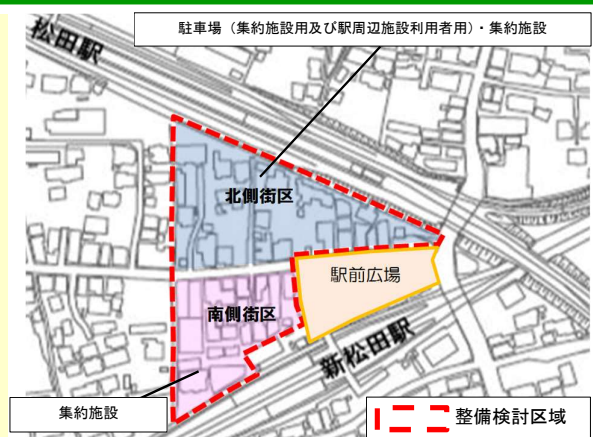 駐車場（集約施設用及び駅周辺施設利用者用）・集約施設
松田駅
北側街区
駅前広場
南側街区
新松田駅
集約施設
整備検討区域